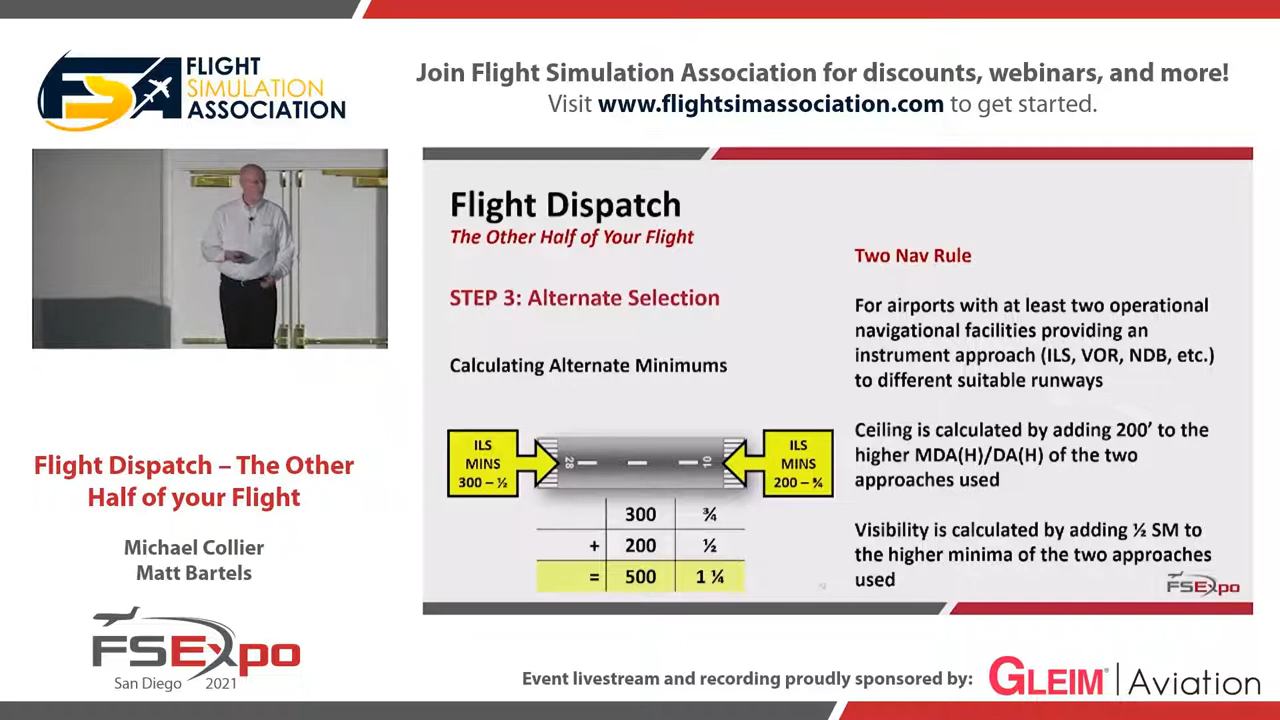 FLIGHT
SIMULATION
ASSOCIATION
FSA
Join Flight Simulation Association for discounts, webinars, and more!
Visit www.flightsimassociation.com to get started.
Flight Dispatch
The Other Half of Your Flight
STEP 3: Alternate Selection
Calculating Alternate Minimums
ILS
MINS
300 – ½
28
10
ILS
MINS
200 – ¾
300 ¾
+ 200 ½
= 500 1 ¼
Two Nav Rule
For airports with at least two operational
navigational facilities providing an
instrument approach (ILS, VOR, NDB, etc.)
to different suitable runways
Ceiling is calculated by adding 200' to the
higher MDA(H)/DA(H) of the two
approaches used
Visibility is calculated by adding ½ SM to
the higher minima of the two approaches
used
FSExpo
Flight Dispatch – The Other
Half of your Flight
Michael Collier
Matt Bartels
FSExpo
San Diego 2021
Event livestream and recording proudly sponsored by:
GLEIM® | Aviation